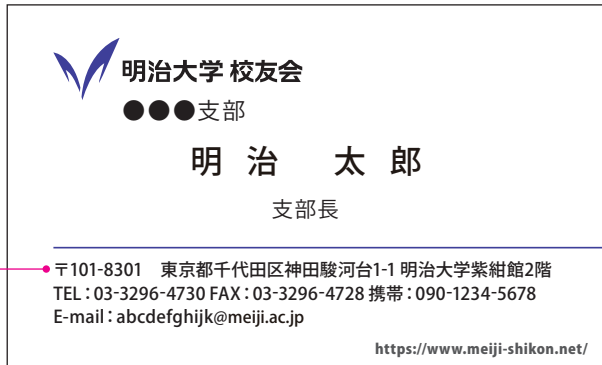 明治大学 校友会
●●●支部
明治 太郎
支部長
〒101-8301 東京都千代田区神田駿河台1-1 明治大学紫紺館2階
TEL：03-3296-4730 FAX：03-3296-4728 携帯：090-1234-5678
E-mail：abcdefghijk@meiji.ac.jp
https://www.meiji-shikon.net/